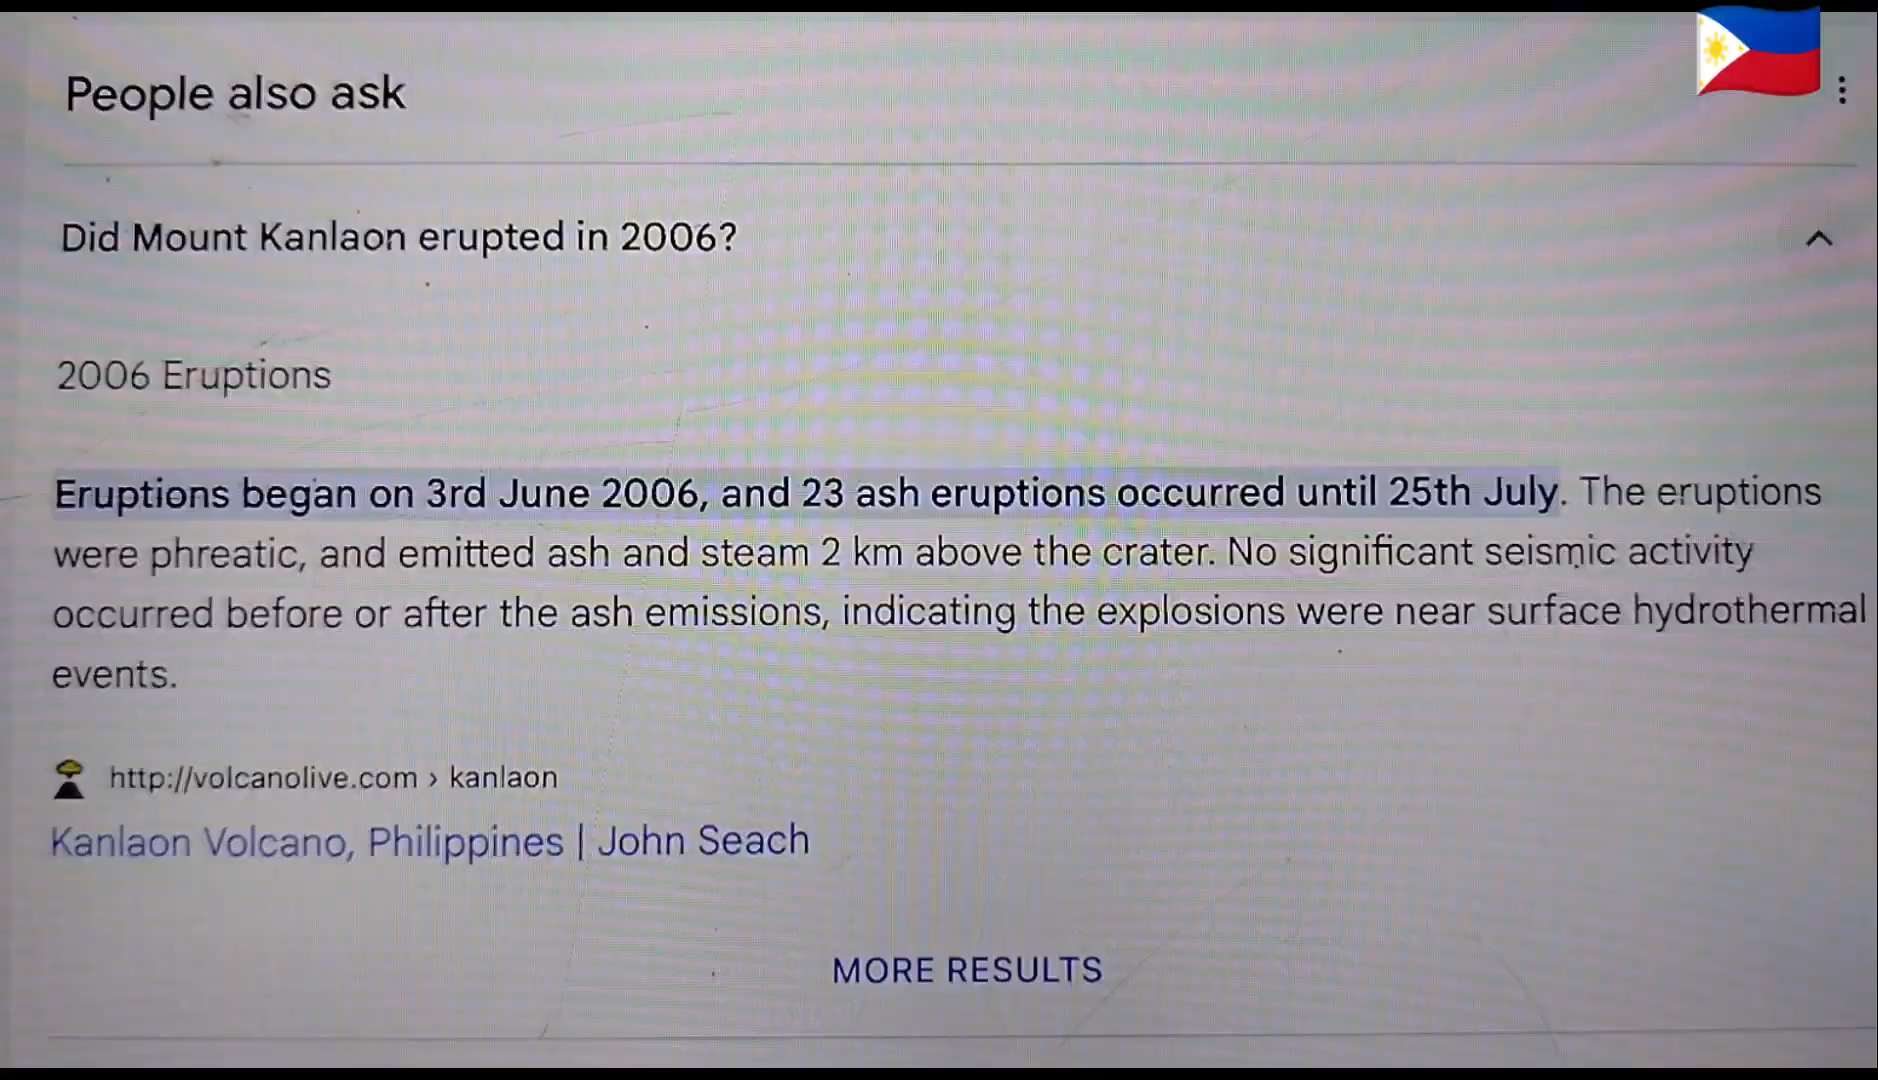 People also ask
Did Mount Kanlaon erupted in 2006?
2006 Eruptions
Eruptions began on 3rd June 2006, and 23 ash eruptions occurred until 25th July. The eruptions
were phreatic, and emitted ash and steam 2 km above the crater. No significant seismic activity
occurred before or after the ash emissions, indicating the explosions were near surface hydrothermal
events.
http://volcanolive.com › kanlaon
Kanlaon Volcano, Philippines | John Seach
MORE RESULTS